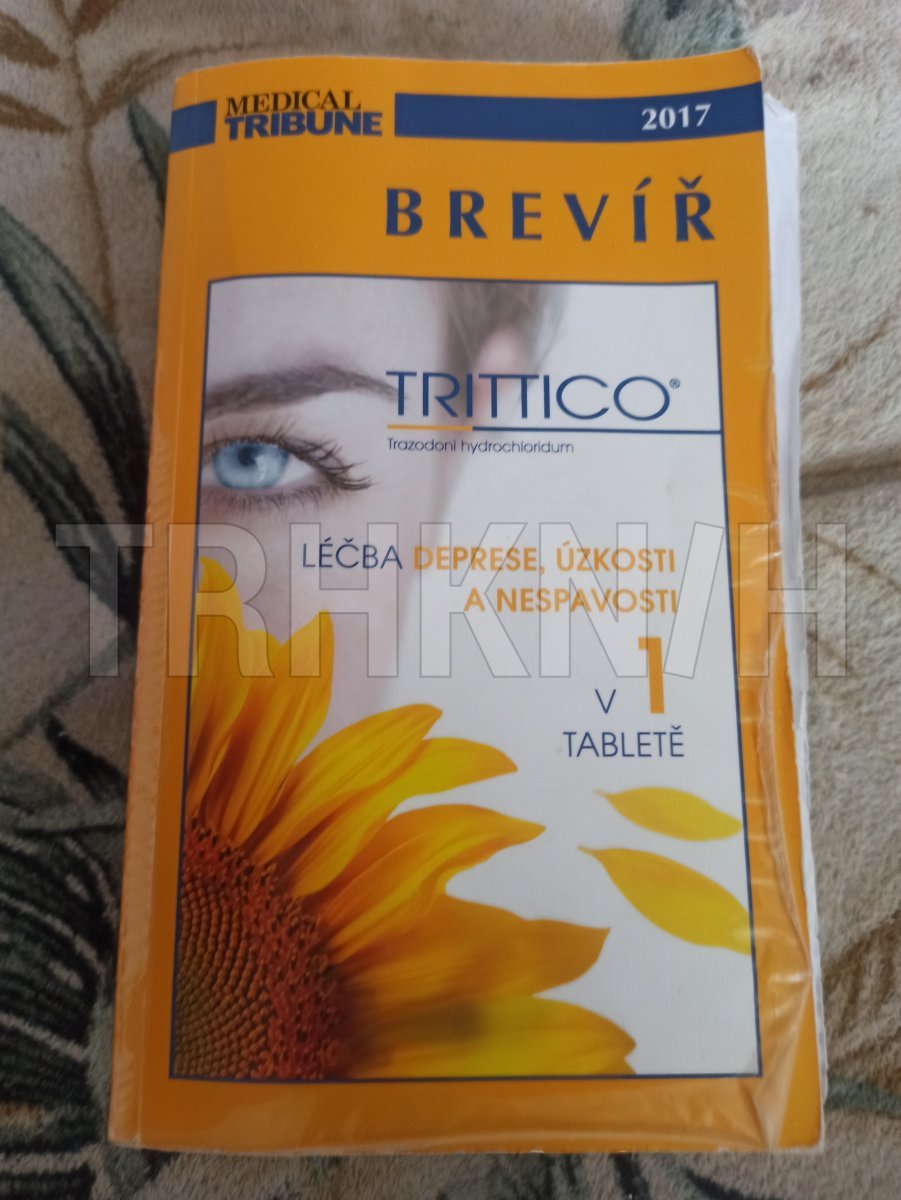 MEDICAL
TRIBUNE
2017
BREVÍŘ
TRITTICO®
Trazodoni hydrochloridum
LÉČBA DEPRESE, ÚZKOSTI
A NESPAVOSTI
V 1
TABLETĚ
TRHKNIH